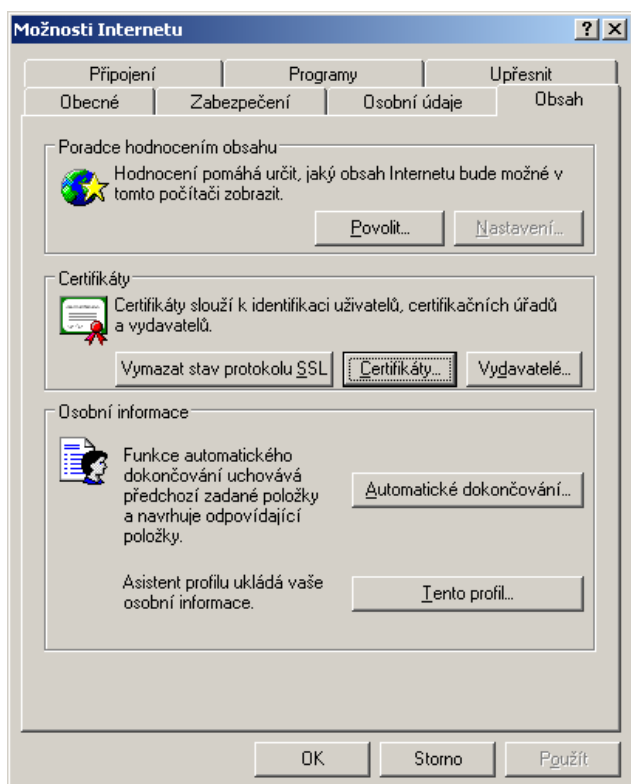 Možnosti Internetu
Připojení Programy Upřesnit
Obecné Zabezpečení Osobní údaje Obsah
Poradce hodnocením obsahu
Hodnocení pomáhá určit, jaký obsah Internetu bude možné v
tomto počítači zobrazit.
Povolit... Nastavení...
Certifikáty
Certifikáty slouží k identifikaci uživatelů, certifikačních úřadů
a vydavatelů.
Vymazat stav protokolu SSL Certifikáty... Vydavatelé...
Osobní informace
Funkce automatického
dokončování uchovává
předchozí zadané položky
a navrhuje odpovídající
položky.
Automatické dokončování...
Asistent profilu ukládá vaše
osobní informace.
Tento profil...
OK Storno Použít